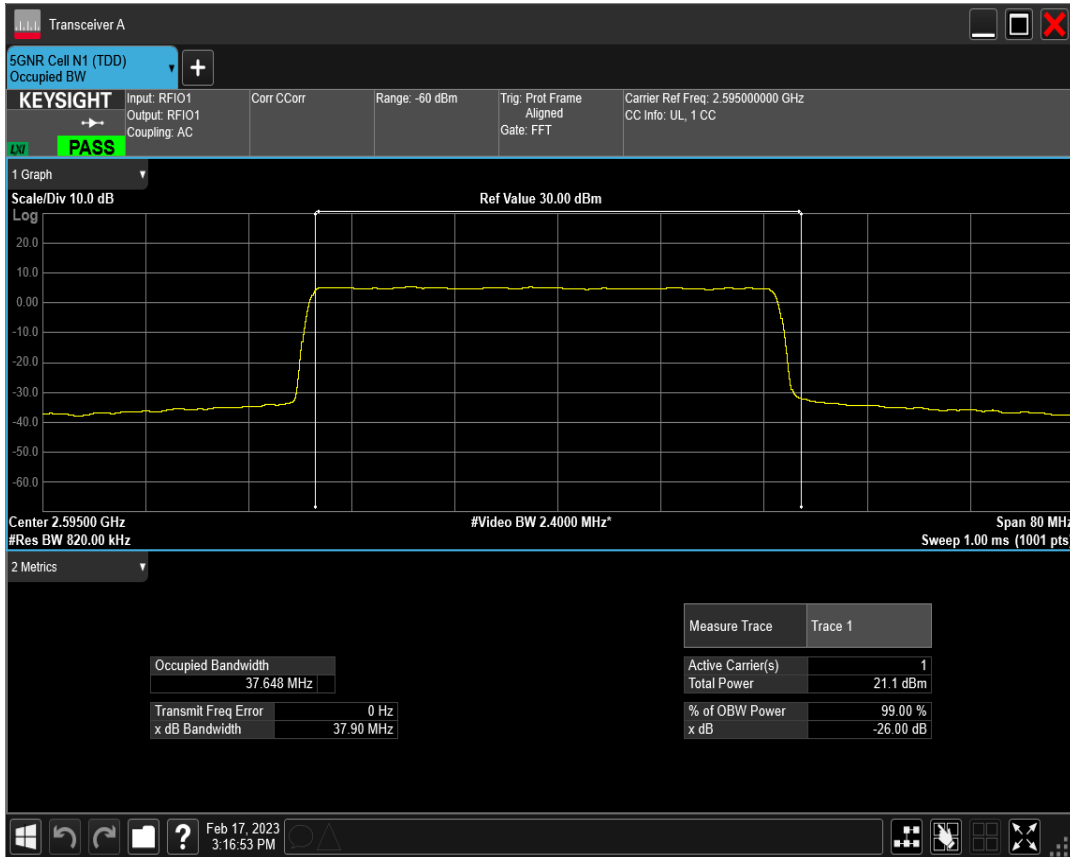 Transceiver A
5GNR Cell N1 (TDD)
Occupied BW
+
KEYSIGHT
LXI
PASS
Input: RFIO1
Output: RFIO1
Coupling: AC
Corr CCorr
Range: -60 dBm
Trig: Prot Frame
Aligned
Gate: FFT
Carrier Ref Freq: 2.595000000 GHz
CC Info: UL, 1 CC
1 Graph
Scale/Div 10.0 dB
Ref Value 30.00 dBm
Log
20.0
10.0
0.00
-10.0
-20.0
-30.0
-40.0
-50.0
-60.0
Center 2.59500 GHz
#Video BW 2.4000 MHz*
Span 80 MHz
#Res BW 820.00 kHz
Sweep 1.00 ms (1001 pts)
2 Metrics
Measure Trace Trace 1
Occupied Bandwidth
37.648 MHz
Active Carrier(s) 1
Total Power 21.1 dBm
Transmit Freq Error 0 Hz
x dB Bandwidth 37.90 MHz
% of OBW Power 99.00 %
x dB -26.00 dB
?
Feb 17, 2023
3:16:53 PM